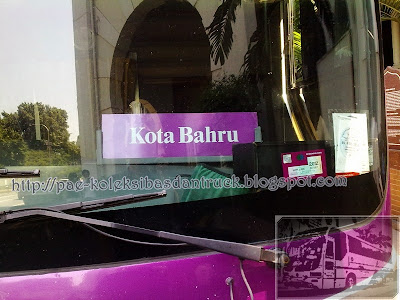 Kota Bahru
http://pae-koleksibasdantruck.blogspot.com